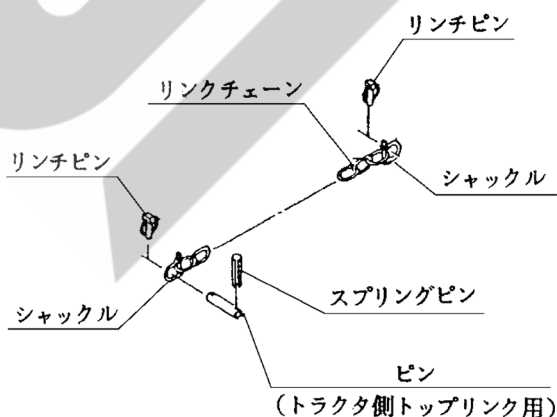 リンチピン
リンクチェーン
リンチピン
シャックル
スプリングピン
シャックル
ピン
(トラクタ側トップリンク用)